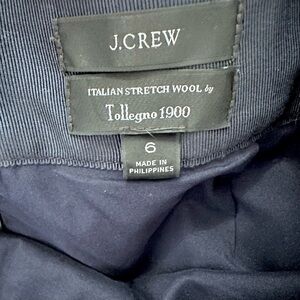 J.CREW
ITALIAN STRETCH WOOL by
Tollegno 1900
6
MADE IN
PHILIPPINES